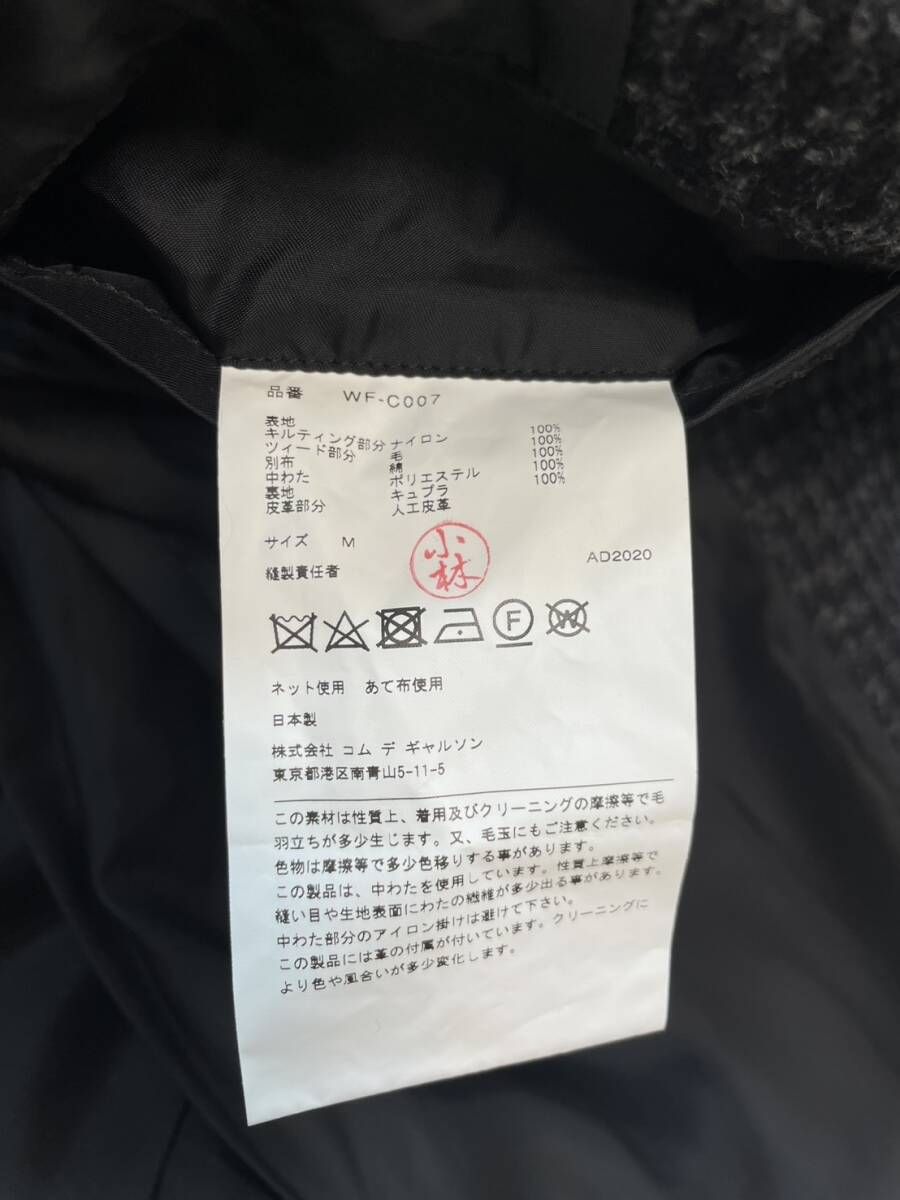 品番 WF-C007
表地
キルティング部分 ナイロン 100%
ツィード部分 毛 100%
別布 綿 100%
中わた ポリエステル 100%
裏地 キュプラ 100%
皮革部分 人工皮革
サイズ M
小林
AD2020
縫製責任者
F W
ネット使用 あて布使用
日本製
株式会社 コム デ ギャルソン
東京都港区南青山5-11-5
この素材は性質上、着用及びクリーニングの摩擦等で毛
羽立ちが多少生じます。又、毛玉にもご注意ください。
色物は摩擦等で多少色移りする事があります。
この製品は、中わたを使用しています。性質上摩擦等で
縫い目や生地表面にわたの繊維が多少出る事があります。
中わた部分のアイロン掛けは避けて下さい。
この製品には革の付属が付いています。クリーニングに
より色や風合いが多少変化します。